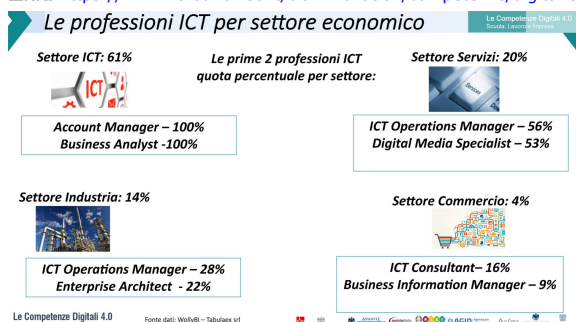 Le professioni ICT per settore economico
Le Competenze Digitali 4.0
Scuola, Lavoro e Impresa
Settore ICT: 61%
Le prime 2 professioni ICT
quota percentuale per settore:
Settore Servizi: 20%
ICT
Services
Account Manager – 100%
Business Analyst -100%
ICT Operations Manager – 56%
Digital Media Specialist – 53%
Settore Industria: 14%
Settore Commercio: 4%
ICT Operations Manager – 28%
Enterprise Architect - 22%
ICT Consultant– 16%
Business Information Manager – 9%
Le Competenze Digitali 4.0
Fonte dati: WollyBI – Tabulaex srl